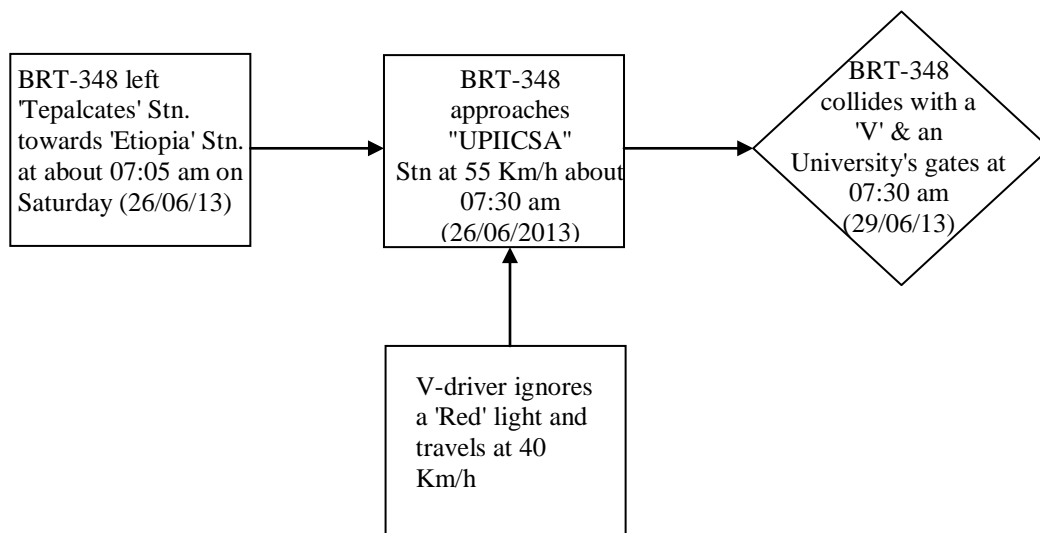 BRT-348 left
'Tepalcates' Stn.
towards 'Etiopia' Stn.
at about 07:05 am on
Saturday (26/06/13)
BRT-348
approaches
"UPIICSA"
Stn at 55 Km/h about
07:30 am
(26/06/2013)
BRT-348
collides with a
'V' & an
University's gates at
07:30 am
(29/06/13)
V-driver ignores
a 'Red' light and
travels at 40
Km/h